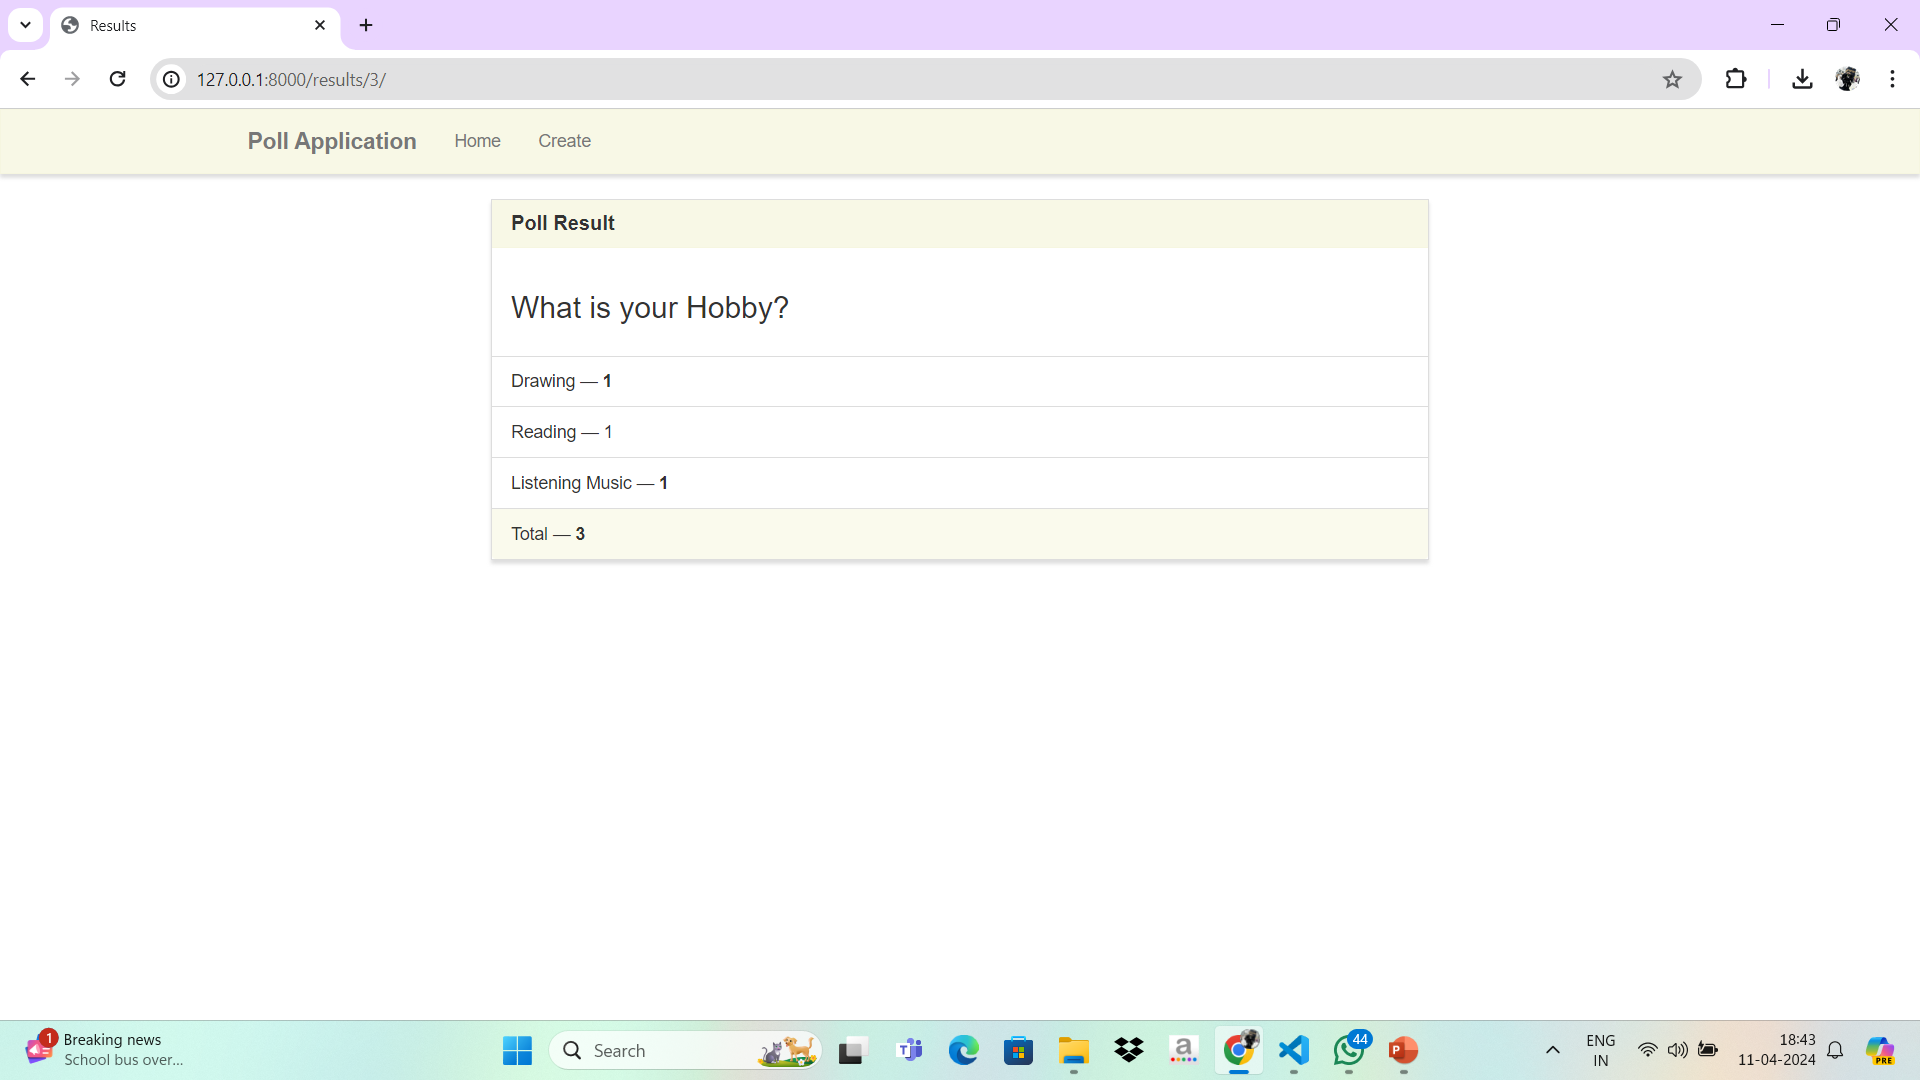 Results
127.0.0.1:8000/results/3/
Poll Application Home Create
Poll Result
What is your Hobby?
Drawing — 1
Reading — 1
Listening Music — 1
Total — 3
1
Breaking news
School bus over...
Search
T
a
44
P
ENG
IN
18:43
11-04-2024
PRE